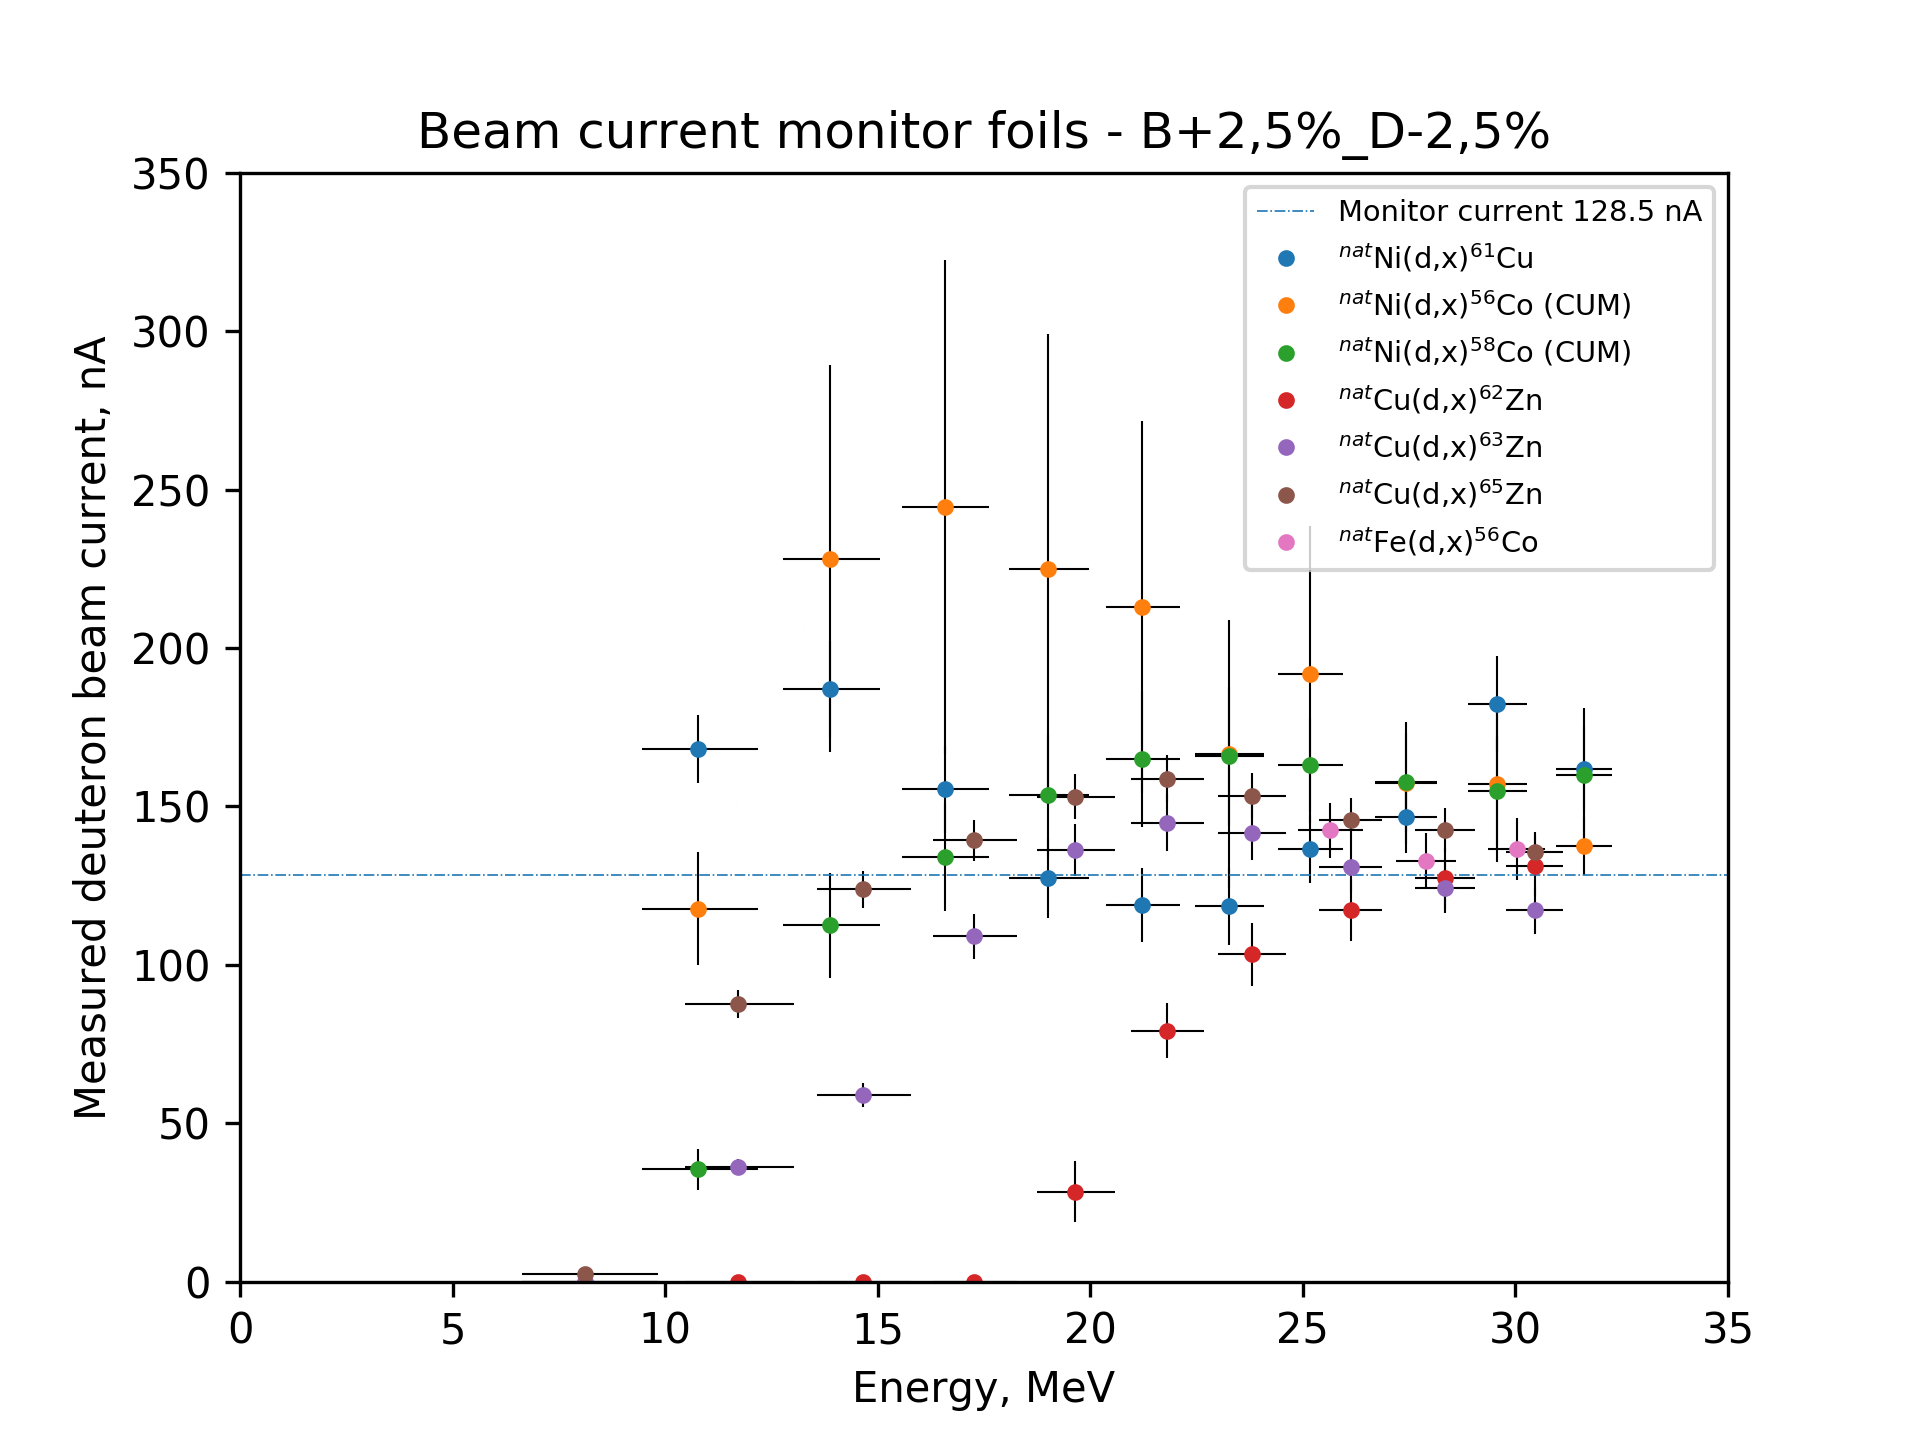 Beam current monitor foils - B+2,5%_D-2,5%
350
300
250
200
150
100
50
0
Measured deuteron beam current, nA
Monitor current 128.5 nA
ⁿᵃᵗNi(d,x)⁶¹Cu
ⁿᵃᵗNi(d,x)⁵⁶Co (CUM)
ⁿᵃᵗNi(d,x)⁵⁸Co (CUM)
ⁿᵃᵗCu(d,x)⁶²Zn
ⁿᵃᵗCu(d,x)⁶³Zn
ⁿᵃᵗCu(d,x)⁶⁵Zn
ⁿᵃᵗFe(d,x)⁵⁶Co
0 5 10 15 20 25 30 35
Energy, MeV